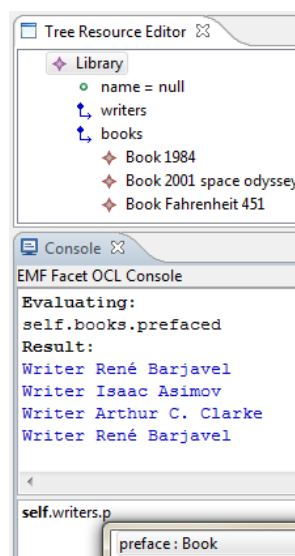 Tree Resource Editor
Library
name = null
writers
books
Book 1984
Book 2001 space odyssey
Book Fahrenheit 451
Console
EMF Facet OCL Console
Evaluating:
self.books.prefaced
Result:
Writer René Barjavel
Writer Isaac Asimov
Writer Arthur C. Clarke
Writer René Barjavel
self.writers.p
preface : Book